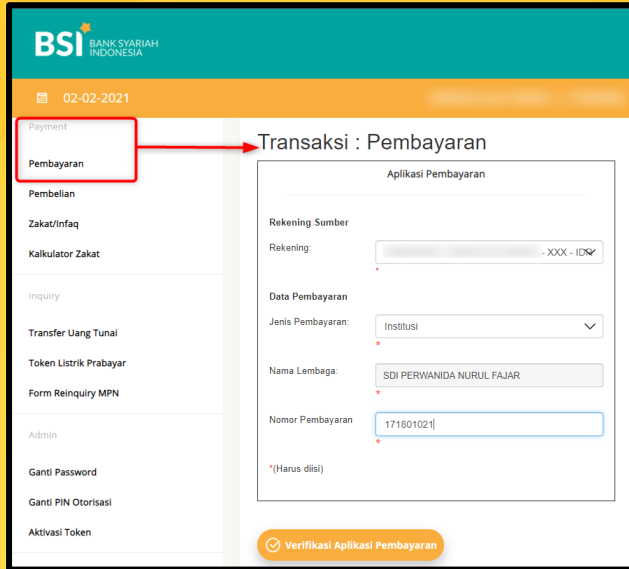 BSI BANK SYARIAH
INDONESIA
02-02-2021
Payment
Pembayaran
Pembelian
Zakat/Infaq
Kalkulator Zakat
Inquiry
Transfer Uang Tunai
Token Listrik Prabayar
Form Reinquiry MPN
Admin
Ganti Password
Ganti PIN Otorisasi
Aktivasi Token
Transaksi : Pembayaran
Aplikasi Pembayaran
Rekening Sumber
Rekening: - XXX - IDR
*
Data Pembayaran
Jenis Pembayaran: Institusi
*
Nama Lembaga: SDI PERWANIDA NURUL FAJAR
*
Nomor Pembayaran 171801021
*
*(Harus diisi)
Verifikasi Aplikasi Pembayaran